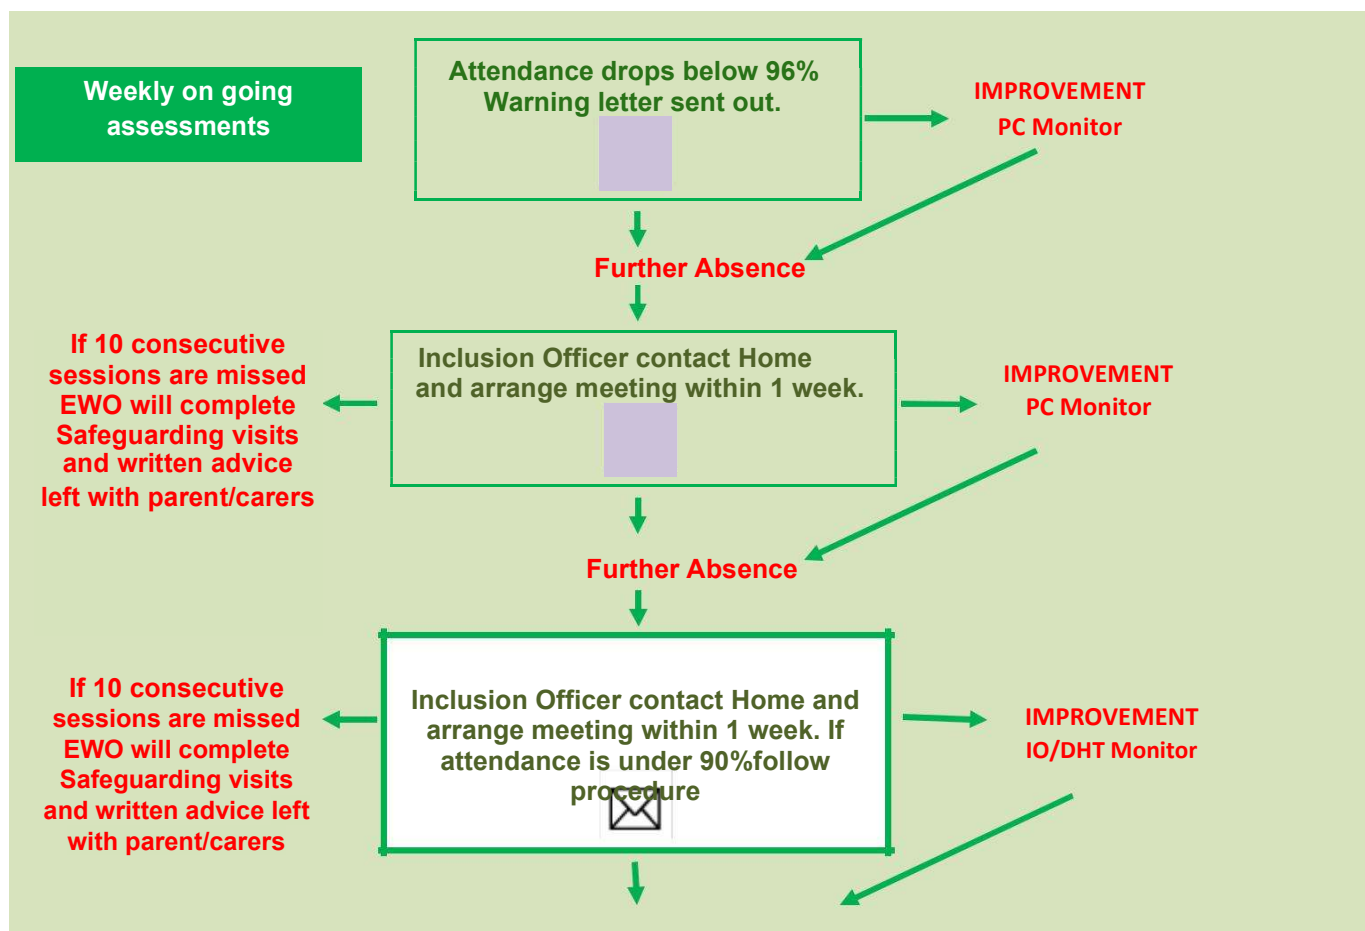 Weekly on going
assessments
Attendance drops below 96%
Warning letter sent out.
IMPROVEMENT
PC Monitor
Further Absence
If 10 consecutive
sessions are missed
EWO will complete
Safeguarding visits
and written advice
left with parent/carers
Inclusion Officer contact Home
and arrange meeting within 1 week.
IMPROVEMENT
PC Monitor
Further Absence
If 10 consecutive
sessions are missed
EWO will complete
Safeguarding visits
and written advice left
with parent/carers
Inclusion Officer contact Home and
arrange meeting within 1 week. If
attendance is under 90%follow
procedure
IMPROVEMENT
IO/DHT Monitor